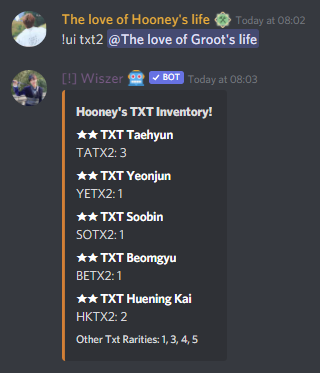 The love of Hooney's life Today at 08:02
!ui txt2 @The love of Groot's life
[!] Wiszer ✓ BOT Today at 08:03
Hooney's TXT Inventory!
★★ TXT Taehyun
TATX2: 3
★★ TXT Yeonjun
YETX2: 1
★★ TXT Soobin
SOTX2: 1
★★ TXT Beomgyu
BETX2: 1
★★ TXT Huening Kai
HKTX2: 2
Other Txt Rarities: 1, 3, 4, 5